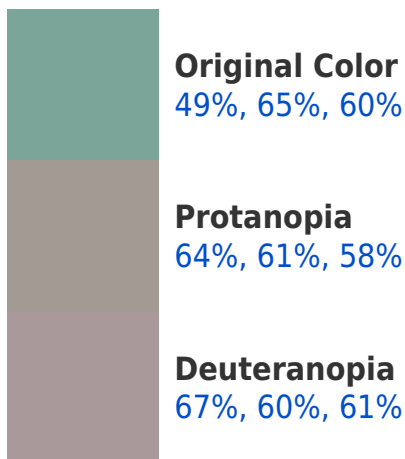 Original Color
49%, 65%, 60%
Protanopia
64%, 61%, 58%
Deuteranopia
67%, 60%, 61%